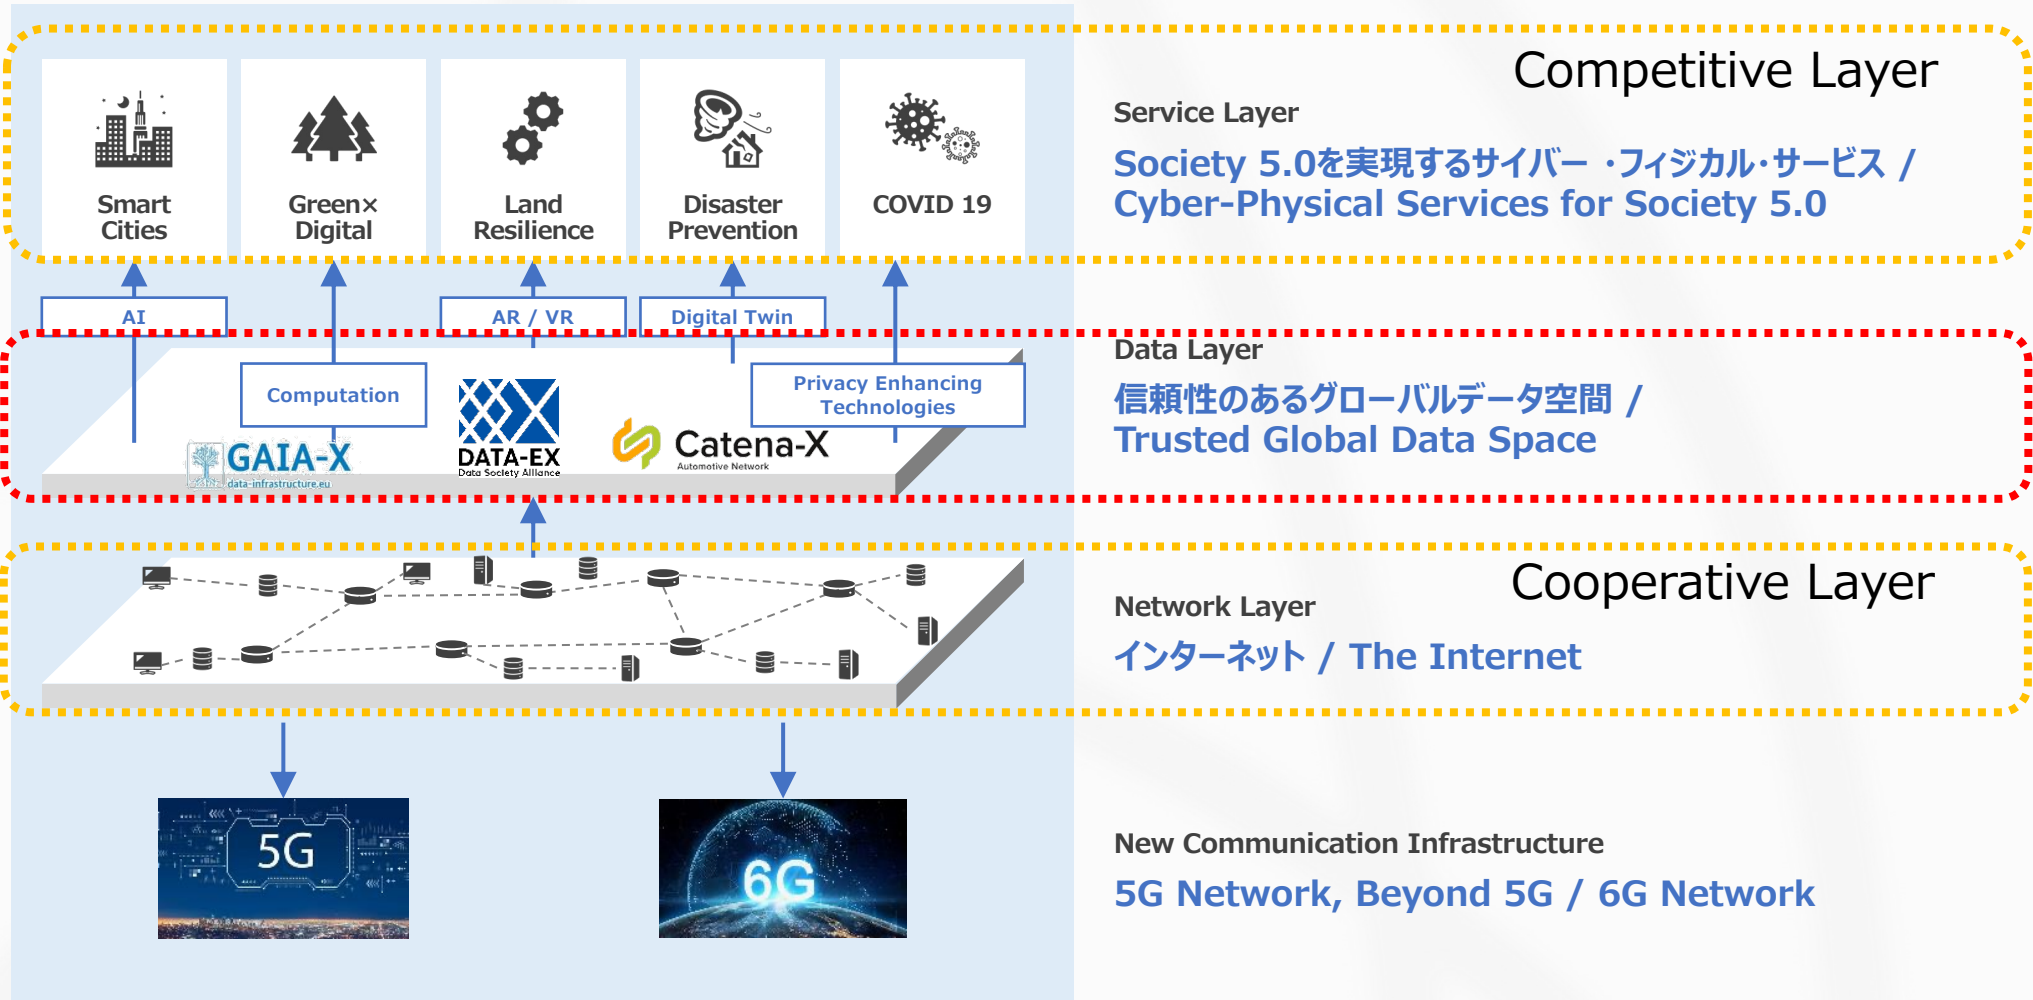 Competitive Layer
Service Layer
Society 5.0を実現するサイバー ・フィジカル・サービス /
Cyber-Physical Services for Society 5.0
Smart
Cities
Green×
Digital
Land
Resilience
Disaster
Prevention
COVID 19
AI
AR / VR
Digital Twin
Computation
Privacy Enhancing
Technologies
Data Layer
信頼性のあるグローバルデータ空間 /
Trusted Global Data Space
GAIA-X
data-infrastructure.eu
DATA-EX
Data Society Alliance
Catena-X
Automotive Network
Cooperative Layer
Network Layer
インターネット / The Internet
5G
6G
New Communication Infrastructure
5G Network, Beyond 5G / 6G Network